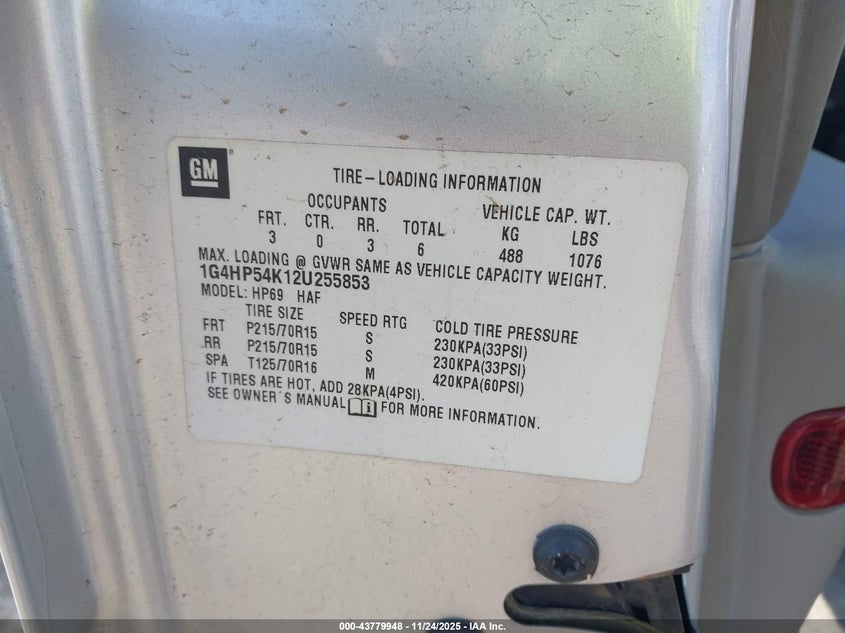 GM
TIRE-LOADING INFORMATION
OCCUPANTS VEHICLE CAP. WT.
FRT. CTR. RR. TOTAL KG LBS
3 0 3 6 488 1076
MAX. LOADING @ GVWR SAME AS VEHICLE CAPACITY WEIGHT.
1G4HP54K12U255853
MODEL: HP69 HAF
TIRE SIZE SPEED RTG COLD TIRE PRESSURE
FRT P215/70R15 S 230KPA(33PSI)
RR P215/70R15 S 230KPA(33PSI)
SPA T125/70R16 M 420KPA(60PSI)
IF TIRES ARE HOT, ADD 28KPA(4PSI).
SEE OWNER'S MANUAL i FOR MORE INFORMATION.
000-43779948 - 11/24/2025 - IAA Inc.